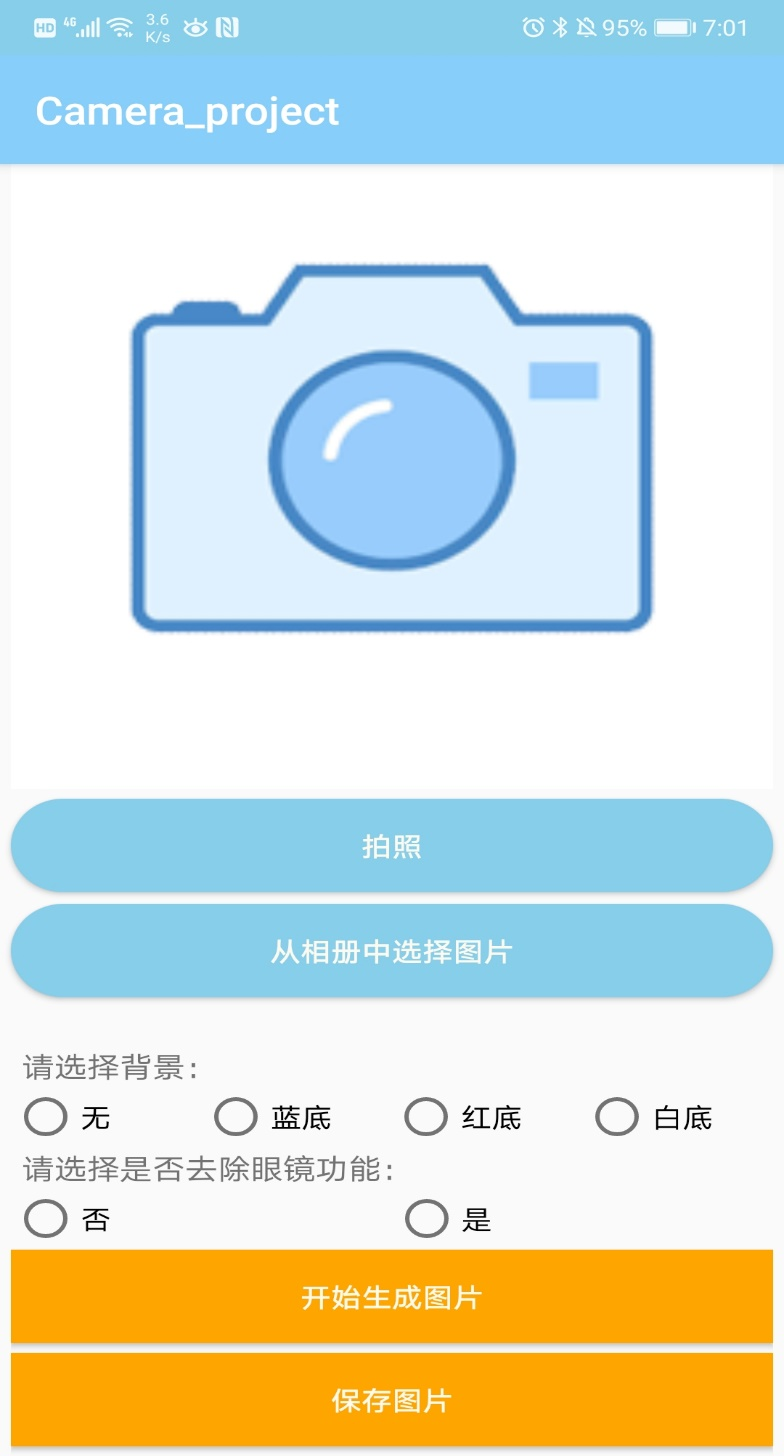 HD 4G 3.6 K/s 95% 7:01
Camera_project
拍照
从相册中选择图片
请选择背景:
无 蓝底 红底 白底
请选择是否去除眼镜功能:
否 是
开始生成图片
保存图片